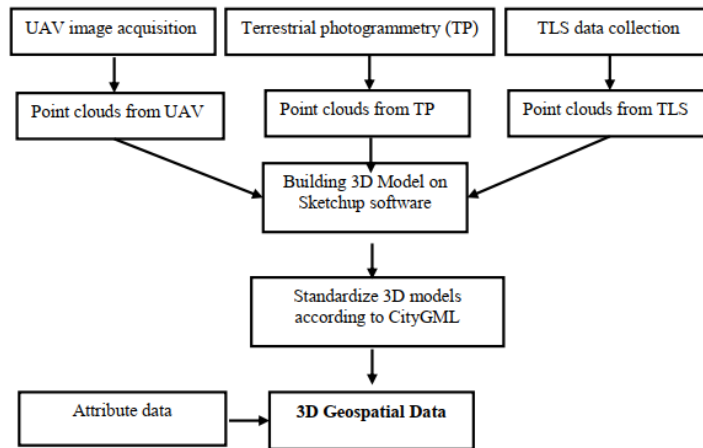 UAV image acquisition
Terrestrial photogrammetry (TP)
TLS data collection
Point clouds from UAV
Point clouds from TP
Point clouds from TLS
Building 3D Model on
Sketchup software
Standardize 3D models
according to CityGML
Attribute data
3D Geospatial Data